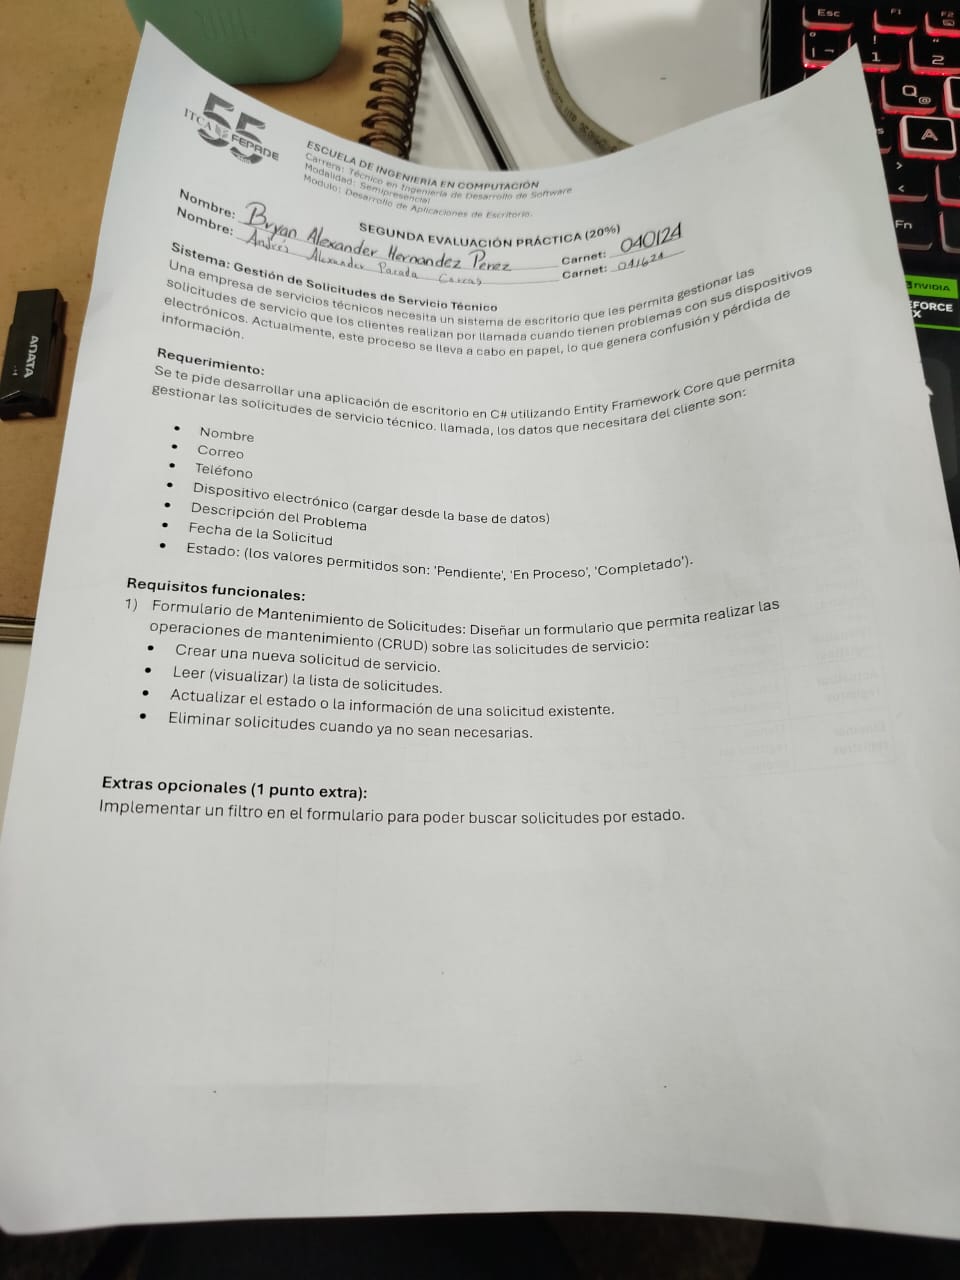 55
ITCA FEPADE
ESCUELA DE INGENIERÍA EN COMPUTACIÓN
Carrera: Técnico en Ingeniería de Desarrollo de Software
Modalidad: Semipresencial
Modulo: Desarrollo de Aplicaciones de Escritorio.
SEGUNDA EVALUACIÓN PRÁCTICA (20%)
Nombre: Bryan Alexander Hernandez Perez Carnet: 040124
Nombre: Andrés Alexander Parada Carnet:
Sistema: Gestión de Solicitudes de Servicio Técnico
Una empresa de servicios técnicos necesita un sistema de escritorio que les permita gestionar las
solicitudes de servicio que los clientes realizan por llamada cuando tienen problemas con sus dispositivos
electrónicos. Actualmente, este proceso se lleva a cabo en papel, lo que genera confusión y pérdida de
información.
Requerimiento:
Se te pide desarrollar una aplicación de escritorio en C# utilizando Entity Framework Core que permita
gestionar las solicitudes de servicio técnico. llamada, los datos que necesitara del cliente son:
• Nombre
• Correo
• Teléfono
• Dispositivo electrónico (cargar desde la base de datos)
• Descripción del Problema
• Fecha de la Solicitud
• Estado: (los valores permitidos son: 'Pendiente', 'En Proceso', 'Completado').
Requisitos funcionales:
1) Formulario de Mantenimiento de Solicitudes: Diseñar un formulario que permita realizar las
operaciones de mantenimiento (CRUD) sobre las solicitudes de servicio:
• Crear una nueva solicitud de servicio.
• Leer (visualizar) la lista de solicitudes.
• Actualizar el estado o la información de una solicitud existente.
• Eliminar solicitudes cuando ya no sean necesarias.
Extras opcionales (1 punto extra):
Implementar un filtro en el formulario para poder buscar solicitudes por estado.
ADATA
Esc
F1
F2
!
1
"
2
Q
@
A
>
<
Fn
NVIDIA
FORCE
X